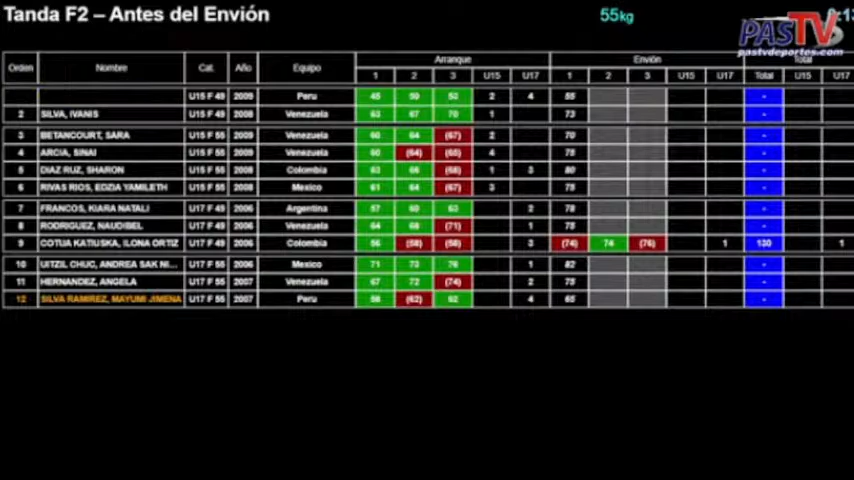 Tanda F2 – Antes del Envión 55kg
PASTV
pastvdeportes.com
Arranque Envión Total
Orden Nombre Cat. Año Equipo 1 2 3 U15 U17 1 2 3 U15 U17 Total U15 U17
U15 F 49 2009 Peru 45 50 2 4 55 -
2 SILVA, IVANIS U15 F 49 2008 Venezuela 63 67 70 1 73 -
3 BETANCOURT, SARA U15 F 55 2009 Venezuela 60 64 (67) 2 70 -
4 ARCIA, SINAI U15 F 55 2009 Venezuela 60 (64) (65) 4 75 -
5 DIAZ RUZ, SHARON U15 F 55 2008 Colombia 63 66 (68) 1 3 80 -
6 RIVAS RIOS, EDZIA YAMILETH U15 F 55 2008 Mexico 61 64 (67) 3 75 -
7 FRANCOS, KIARA NATALI U17 F 49 2006 Argentina 57 60 63 2 78 -
8 RODRIGUEZ, NAUDIBEL U17 F 49 2006 Venezuela 64 68 (71) 1 75 -
9 COTUA KATIUSKA, ILONA ORTIZ U17 F 49 2006 Colombia 56 (58) (58) 3 (74) 74 (76) 1 130 1
10 UITZIL CHUC, ANDREA SAK NI... U17 F 55 2006 Mexico 71 73 76 1 82 -
11 HERNANDEZ, ANGELA U17 F 55 2007 Venezuela 67 72 (74) 2 75 -
12 SILVA RAMIREZ, MAYUMI JIMENA U17 F 55 2007 Peru 58 (62) 62 4 65 -